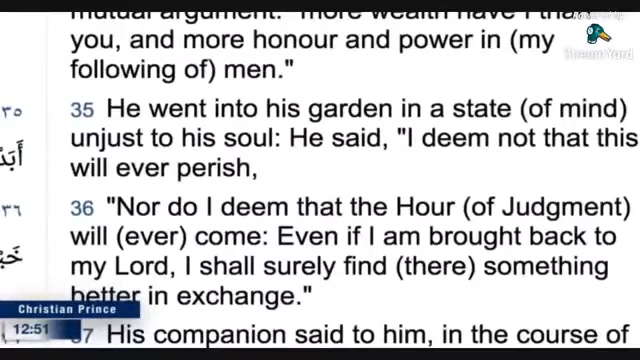 mutual argument: "more wealth have I than
you, and more honour and power in (my
following of) men."
٣٥
35 He went into his garden in a state (of mind)
unjust to his soul: He said, "I deem not that this
will ever perish,
٣٦
36 "Nor do I deem that the Hour (of Judgment)
will (ever) come: Even if I am brought back to
my Lord, I shall surely find (there) something
better in exchange."
37 His companion said to him, in the course of
Christian Prince
12:51
StreamYard